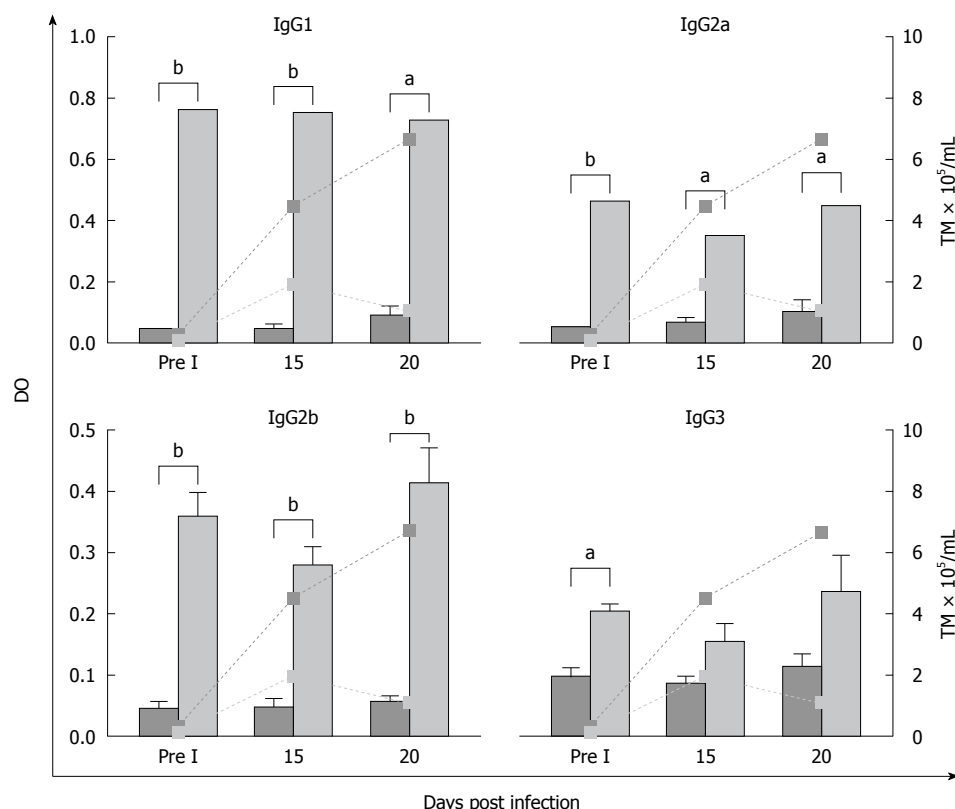 IgG1
IgG2a
1.0
0.8
0.6
0.4
0.2
0.0
b
b
a
b
a
a
10
8
6
4
2
0
TM × 10⁵/mL
Pre I 15 20
Pre I 15 20
DO
IgG2b
IgG3
0.5
0.4
0.3
0.2
0.1
0.0
b
b
b
a
10
8
6
4
2
0
TM × 10⁵/mL
Pre I 15 20
Pre I 15 20
Days post infection